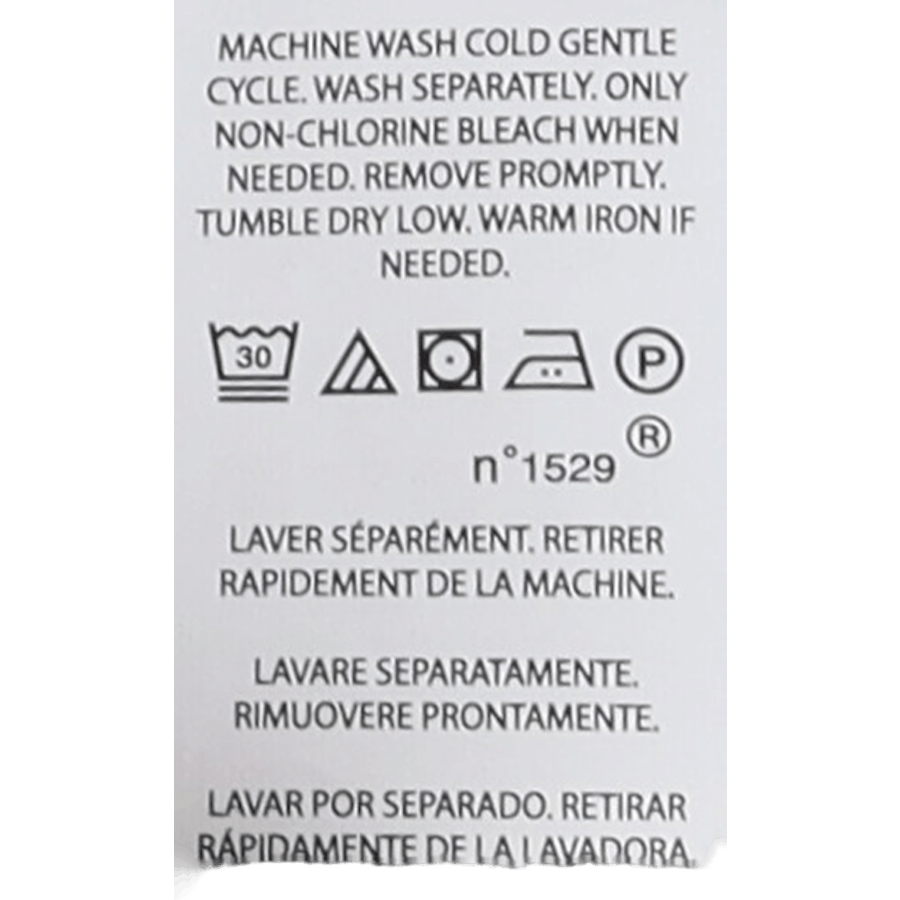 MACHINE WASH COLD GENTLE
CYCLE. WASH SEPARATELY. ONLY
NON-CHLORINE BLEACH WHEN
NEEDED. REMOVE PROMPTLY.
TUMBLE DRY LOW. WARM IRON IF
NEEDED.
30 P
®
n°1529
LAVER SÉPARÉMENT. RETIRER
RAPIDEMENT DE LA MACHINE.
LAVARE SEPARATAMENTE.
RIMUOVERE PRONTAMENTE.
LAVAR POR SEPARADO. RETIRAR
RÁPIDAMENTE DE LA LAVADORA.